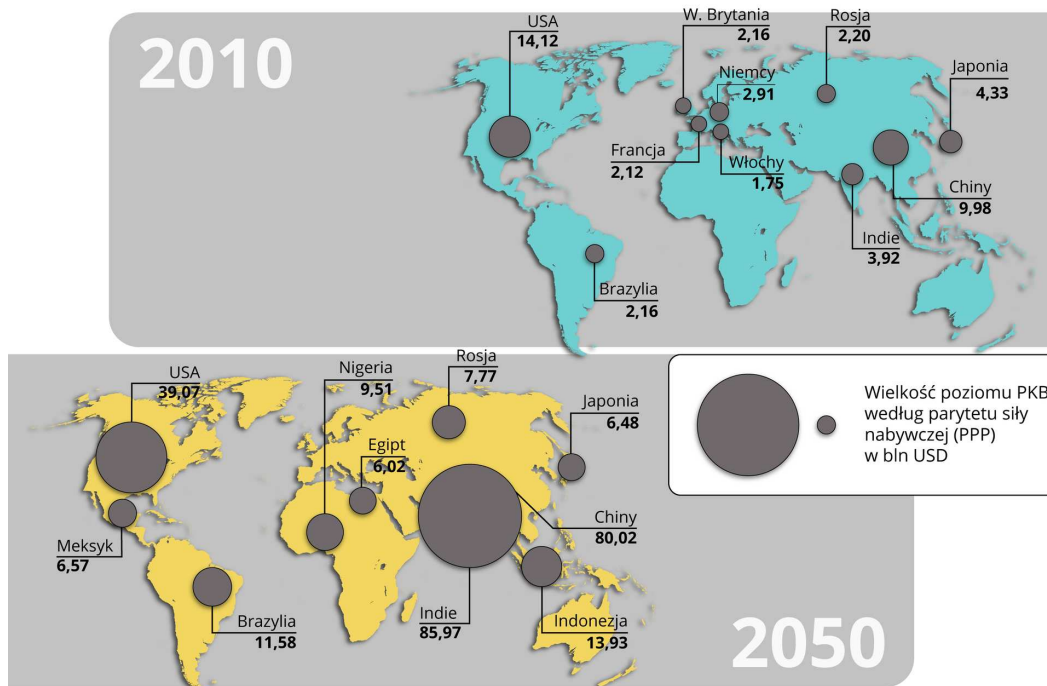 2010
USA
14,12
W. Brytania
2,16
Rosja
2,20
Niemcy
2,91
Japonia
4,33
Francja
2,12
Włochy
1,75
Chiny
9,98
Indie
3,92
Brazylia
2,16
USA
39,07
Nigeria
9,51
Rosja
7,77
Japonia
6,48
Egipt
6,02
Meksyk
6,57
Chiny
80,02
Brazylia
11,58
Indie
85,97
Indonezja
13,93
2050
Wielkość poziomu PKB
według parytetu siły
nabywczej (PPP)
w bln USD